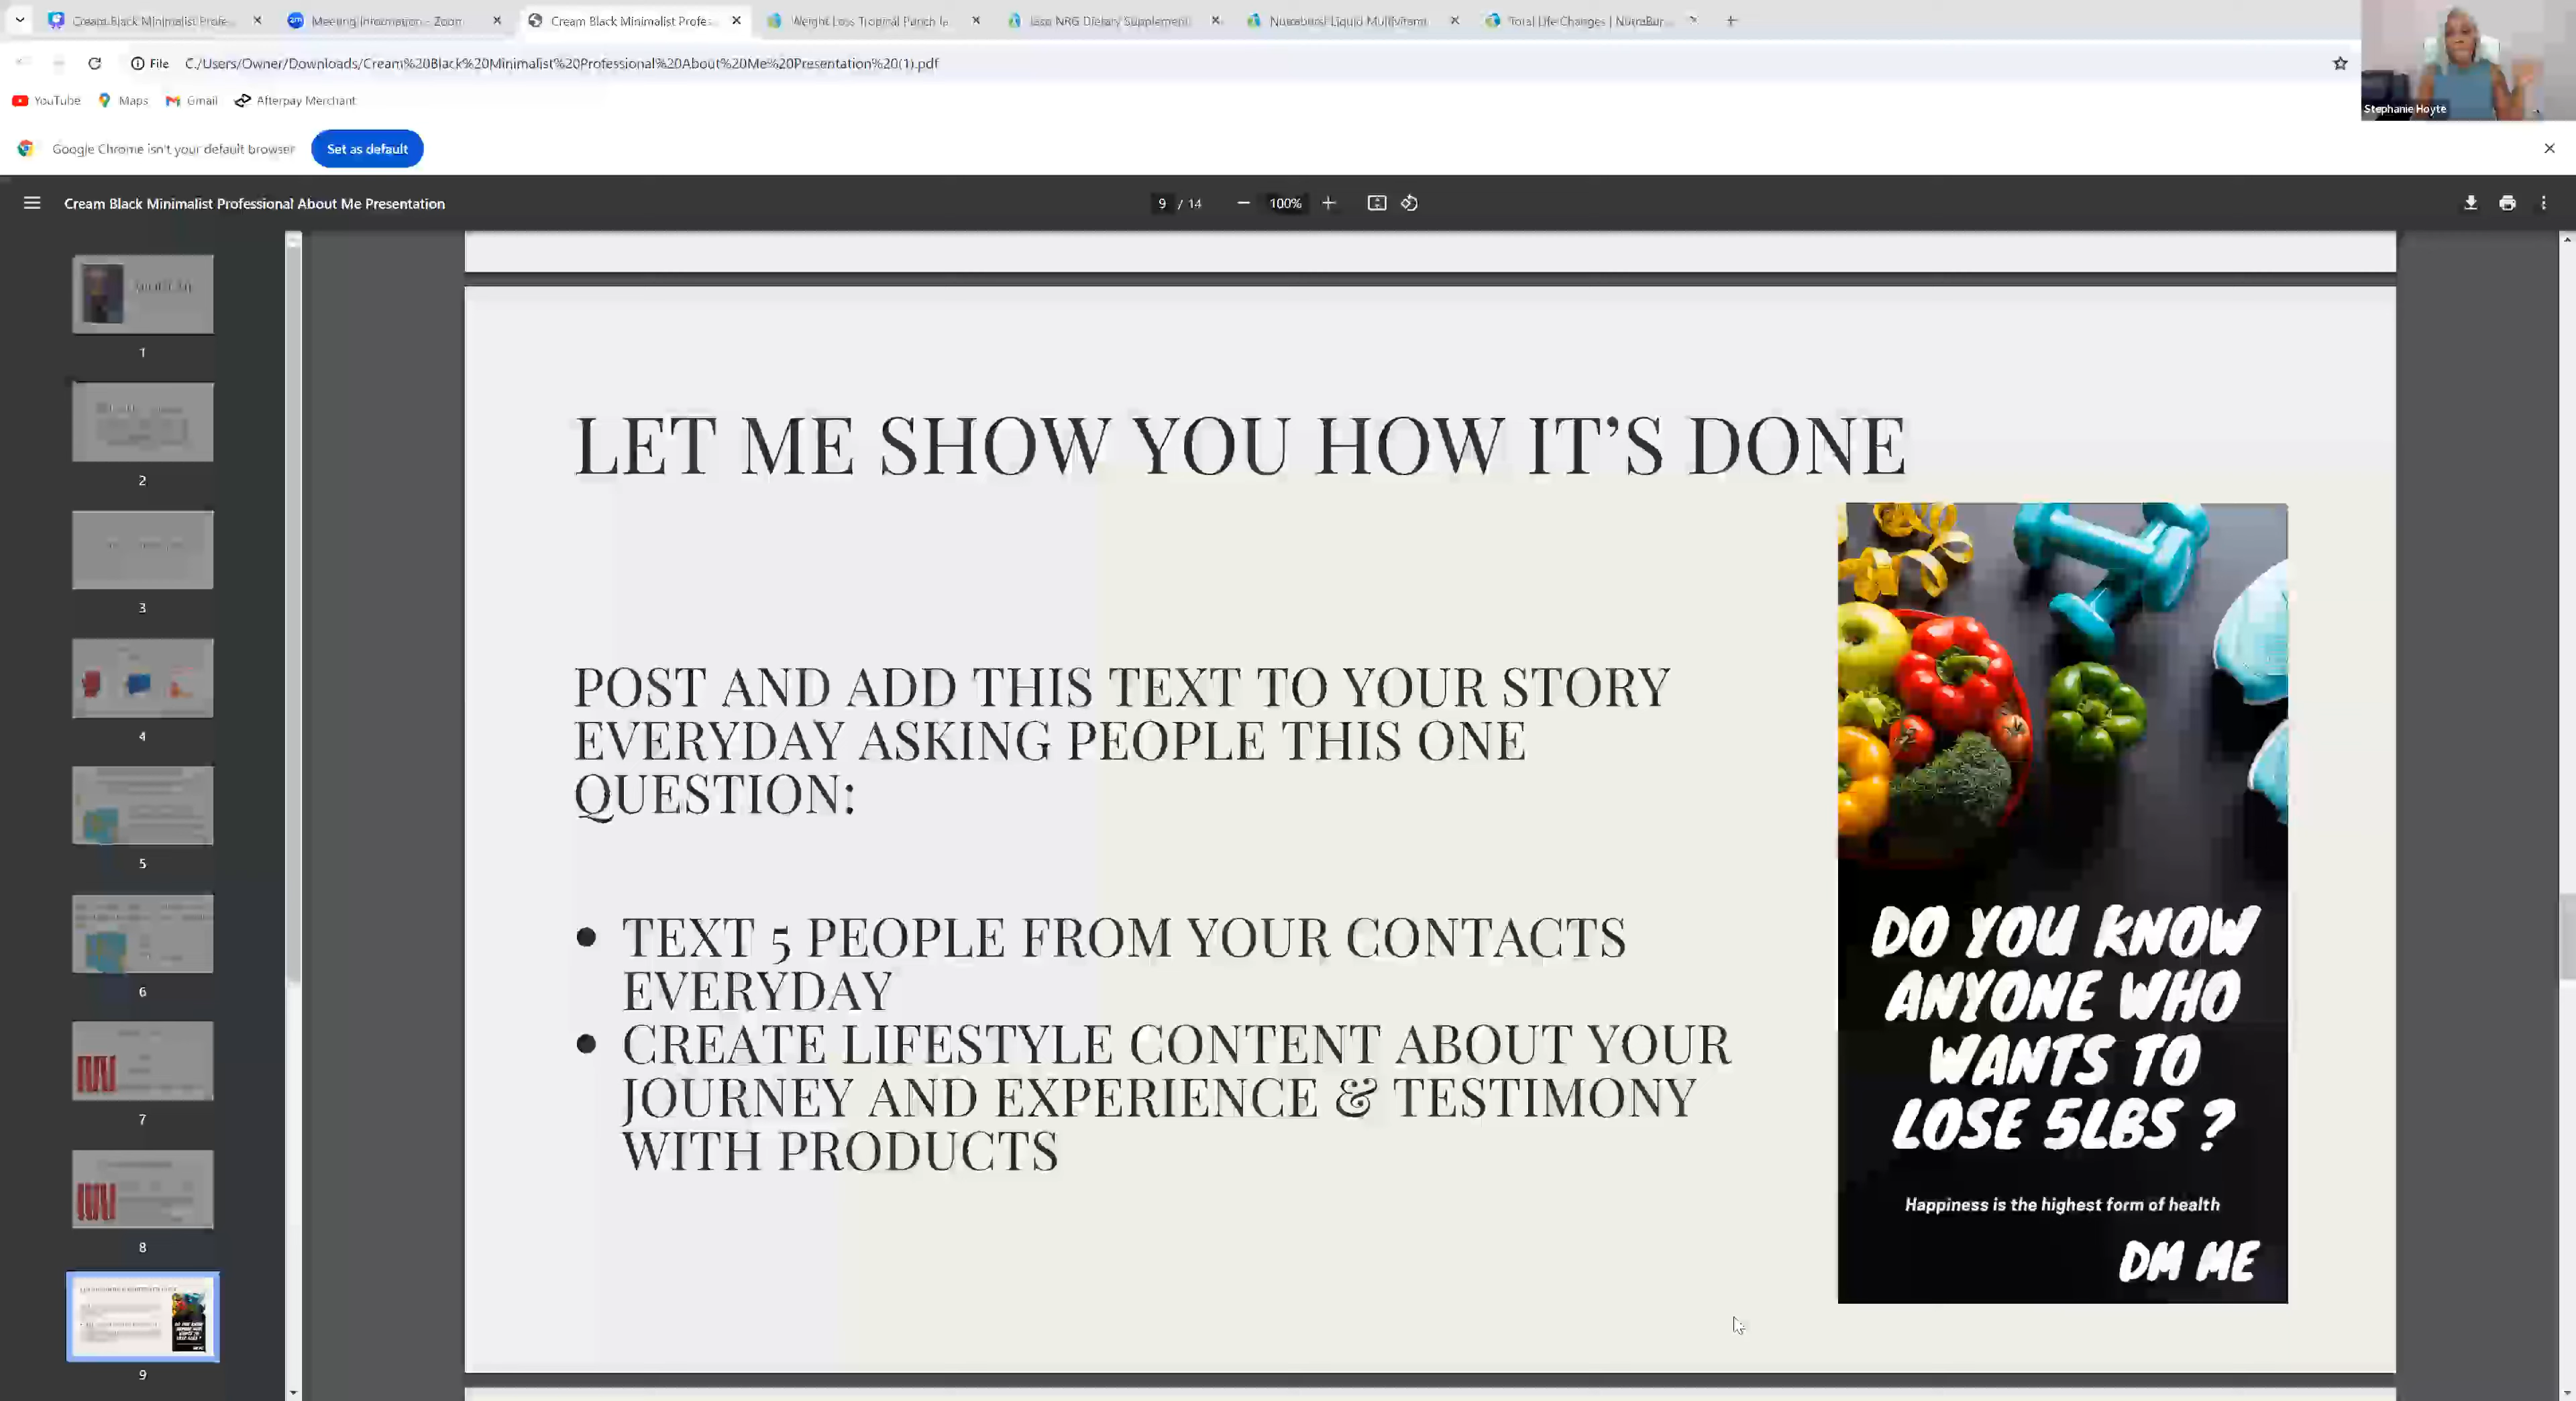 Cream Black Minimalist Profes
Meeting Information - Zoom
Cream Black Minimalist Profes
Weight Loss Tropical Punch
Iaso NRG Dietary Supplement
Total Life Changes |
File C:/Users/Owner/Downloads/Cream%20Black%20Minimalist%20Professional%20About%20Me%20Presentation%20(1).pdf
YouTube Maps Gmail Afterpay Merchant
Stephanie Hoyte
Google Chrome isn't your default browser Set as default
Cream Black Minimalist Professional About Me Presentation
9 / 14 100%
1
2
3
4
5
6
7
8
9
LET ME SHOW YOU HOW IT’S DONE
POST AND ADD THIS TEXT TO YOUR STORY
EVERYDAY ASKING PEOPLE THIS ONE
QUESTION:
• TEXT 5 PEOPLE FROM YOUR CONTACTS
EVERYDAY
• CREATE LIFESTYLE CONTENT ABOUT YOUR
JOURNEY AND EXPERIENCE & TESTIMONY
WITH PRODUCTS
DO YOU KNOW
ANYONE WHO
WANTS TO
LOSE 5LBS ?
Happiness is the highest form of health
DM ME